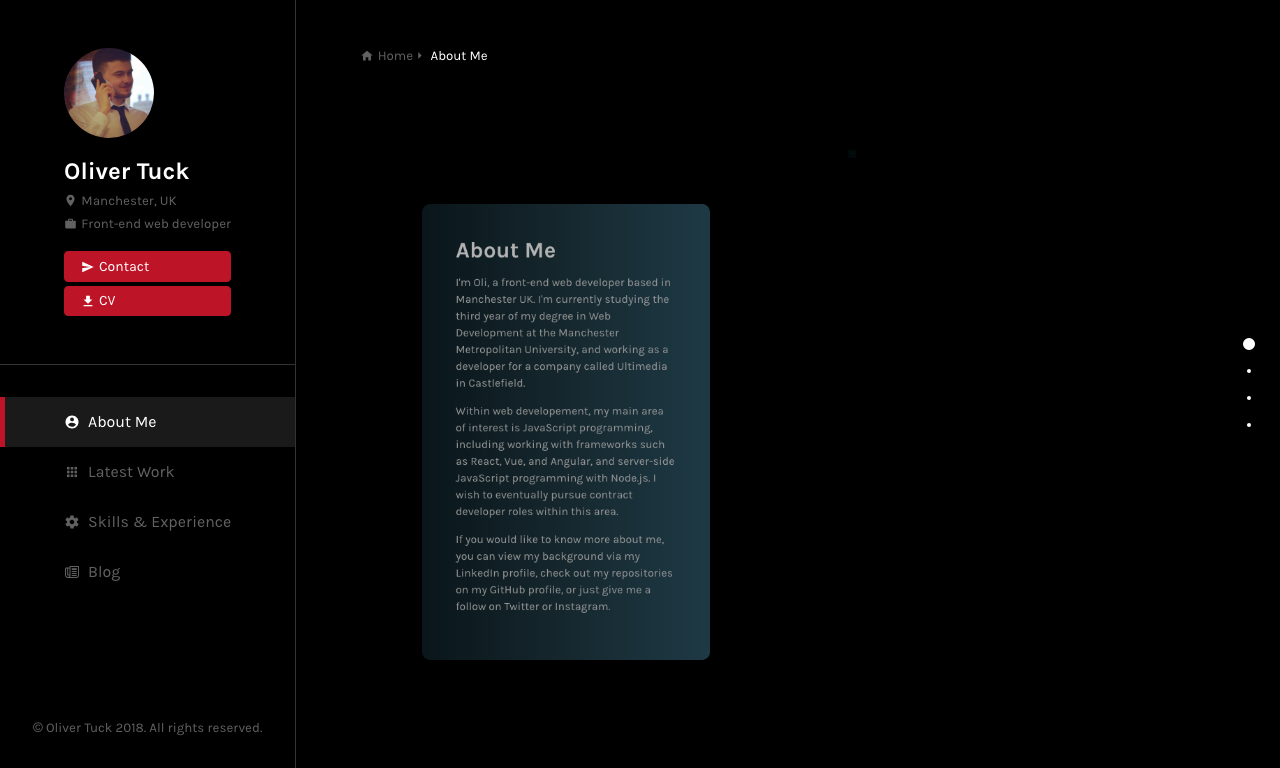 Oliver Tuck
Manchester, UK
Front-end web developer
Contact
CV
About Me
Latest Work
Skills & Experience
Blog
© Oliver Tuck 2018. All rights reserved.
Home
About Me
About Me
I'm Oli, a front-end web developer based in
Manchester UK. I'm currently studying the
third year of my degree in Web
Development at the Manchester
Metropolitan University, and working as a
developer for a company called Ultimedia
in Castlefield.
Within web developement, my main area
of interest is JavaScript programming,
including working with frameworks such
as React, Vue, and Angular, and server-side
JavaScript programming with Node.js. I
wish to eventually pursue contract
developer roles within this area.
If you would like to know more about me,
you can view my background via my
LinkedIn profile, check out my repositories
on my GitHub profile, or just give me a
follow on Twitter or Instagram.